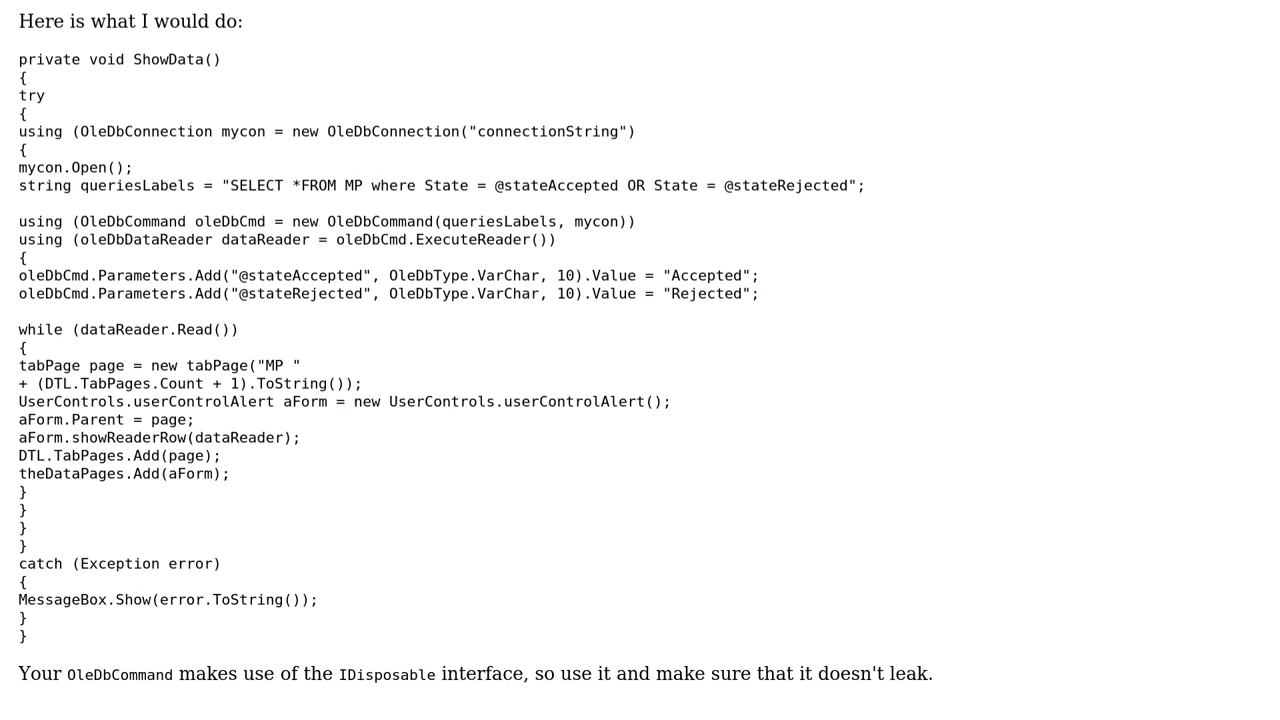 Here is what I would do:
private void ShowData()
{
try
{
using (OleDbConnection mycon = new OleDbConnection("connectionString")
{
mycon.Open();
string queriesLabels = "SELECT *FROM MP where State = @stateAccepted OR State = @stateRejected";
using (OleDbCommand oleDbCmd = new OleDbCommand(queriesLabels, mycon))
using (oleDbDataReader dataReader = oleDbCmd.ExecuteReader())
{
oleDbCmd.Parameters.Add("@stateAccepted", OleDbType.VarChar, 10).Value = "Accepted";
oleDbCmd.Parameters.Add("@stateRejected", OleDbType.VarChar, 10).Value = "Rejected";
while (dataReader.Read())
{
tabPage page = new tabPage("MP "
+ (DTL.TabPages.Count + 1).ToString());
UserControls.userControlAlert aForm = new UserControls.userControlAlert();
aForm.Parent = page;
aForm.showReaderRow(dataReader);
DTL.TabPages.Add(page);
theDataPages.Add(aForm);
}
}
}
}
catch (Exception error)
{
MessageBox.Show(error.ToString());
}
}
Your OleDbCommand makes use of the IDisposable interface, so use it and make sure that it doesn't leak.